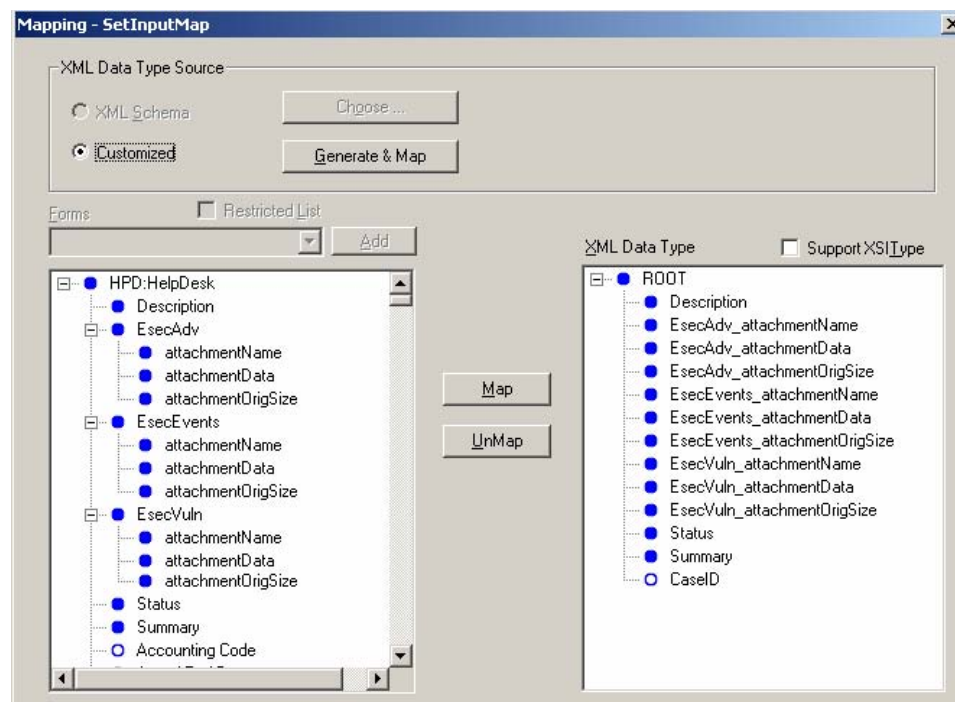 Mapping - SetInputMap
XML Data Type Source
XML Schema
Choose ...
Customized
Generate & Map
Forms
Restricted List
Add
HPD:HelpDesk
Description
EsecAdv
attachmentName
attachmentData
attachmentOrigSize
EsecEvents
attachmentName
attachmentData
attachmentOrigSize
EsecVuln
attachmentName
attachmentData
attachmentOrigSize
Status
Summary
Accounting Code
Map
UnMap
XML Data Type
Support XSIType
ROOT
Description
EsecAdv_attachmentName
EsecAdv_attachmentData
EsecAdv_attachmentOrigSize
EsecEvents_attachmentName
EsecEvents_attachmentData
EsecEvents_attachmentOrigSize
EsecVuln_attachmentName
EsecVuln_attachmentData
EsecVuln_attachmentOrigSize
Status
Summary
CaseID